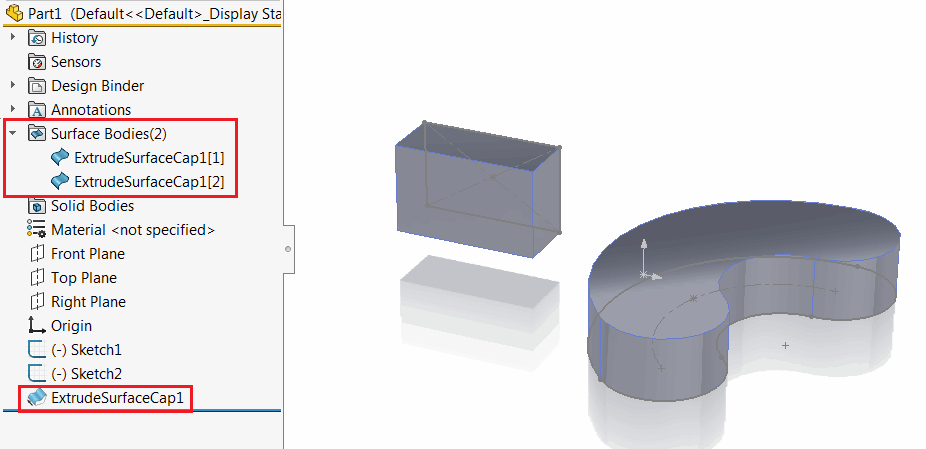 Part1  (Default<<Default>_Display Sta
History
Sensors
Design Binder
Annotations
Surface Bodies(2)
ExtrudeSurfaceCap1[1]
ExtrudeSurfaceCap1[2]
Solid Bodies
Material <not specified>
Front Plane
Top Plane
Right Plane
Origin
(-) Sketch1
(-) Sketch2
ExtrudeSurfaceCap1